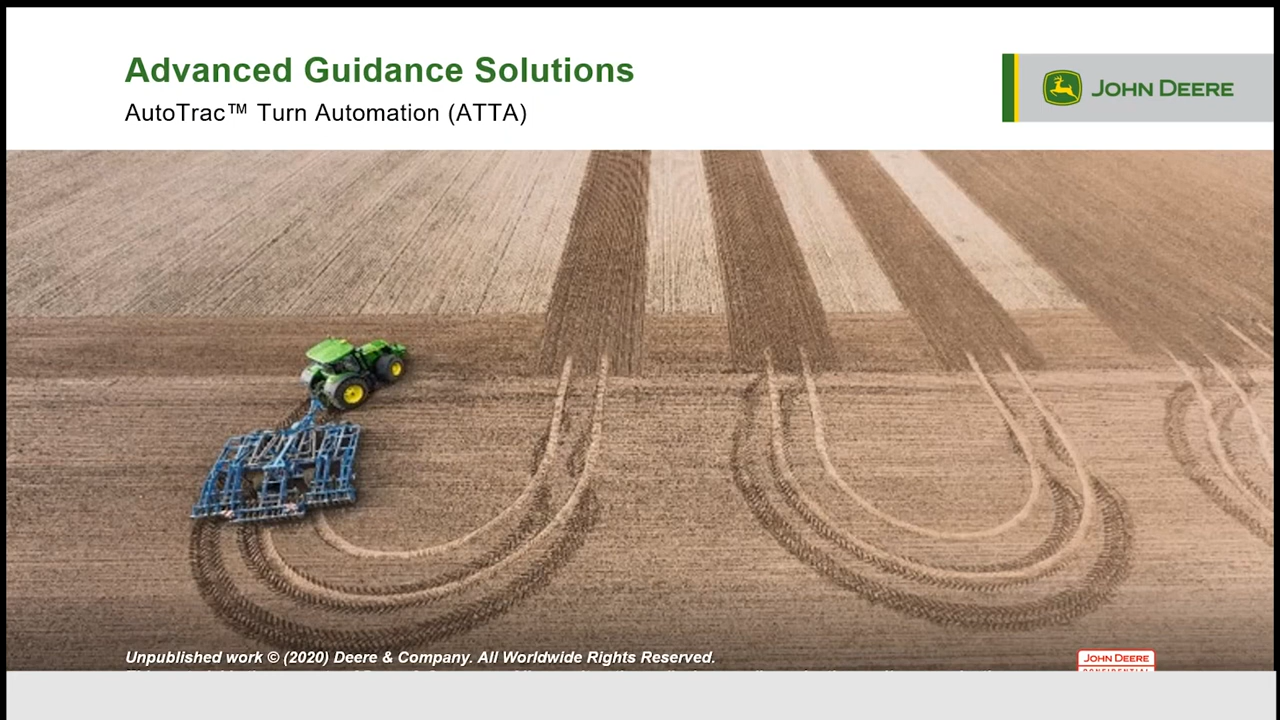 Advanced Guidance Solutions
AutoTrac™ Turn Automation (ATTA)
JOHN DEERE
Unpublished work © (2020) Deere & Company. All Worldwide Rights Reserved.
JOHN DEERE